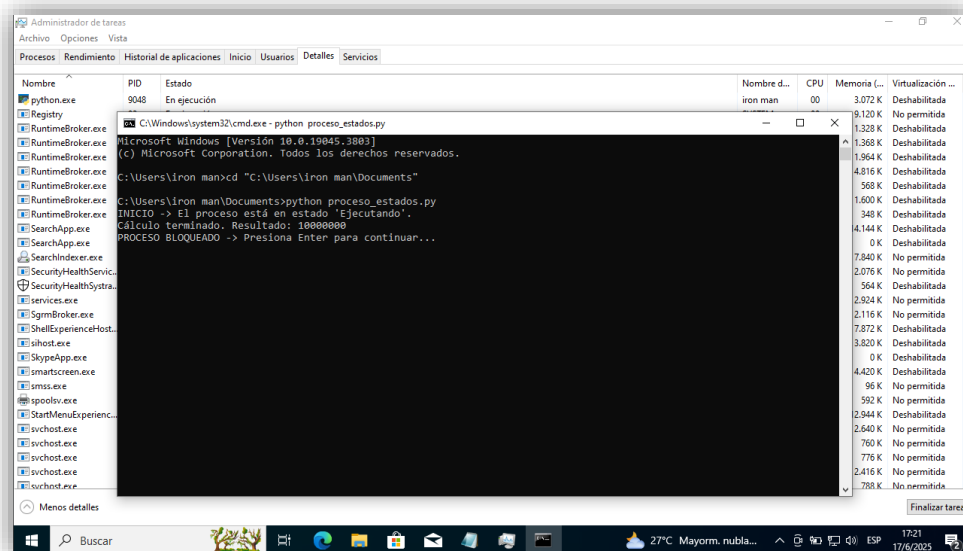 Administrador de tareas
Archivo Opciones Vista
Procesos Rendimiento Historial de aplicaciones Inicio Usuarios Detalles Servicios
Nombre PID Estado Nombre d... CPU Memoria (... Virtualización ...
python.exe 9048 En ejecución iron man 00 3.072 K Deshabilitada
Registry 9.120 K No permitida
RuntimeBroker.exe 1.328 K Deshabilitada
RuntimeBroker.exe 1.368 K Deshabilitada
RuntimeBroker.exe 1.964 K Deshabilitada
RuntimeBroker.exe 4.816 K Deshabilitada
RuntimeBroker.exe 568 K Deshabilitada
RuntimeBroker.exe 1.600 K Deshabilitada
RuntimeBroker.exe 348 K Deshabilitada
SearchApp.exe 4.144 K Deshabilitada
SearchApp.exe 0 K Deshabilitada
SearchIndexer.exe 7.840 K No permitida
SecurityHealthServic... 2.076 K No permitida
SecurityHealthSystra... 564 K Deshabilitada
services.exe 2.924 K No permitida
SgrmBroker.exe 2.116 K No permitida
ShellExperienceHost... 7.872 K Deshabilitada
sihost.exe 3.820 K Deshabilitada
SkypeApp.exe 0 K Deshabilitada
smartscreen.exe 4.420 K Deshabilitada
smss.exe 96 K No permitida
spoolsv.exe 592 K No permitida
StartMenuExperienc... 2.944 K Deshabilitada
svchost.exe 2.640 K No permitida
svchost.exe 760 K No permitida
svchost.exe 776 K No permitida
svchost.exe 2.416 K No permitida
svchost.exe 788 K No permitida
C:\Windows\system32\cmd.exe - python proceso_estados.py
Microsoft Windows [Versión 10.0.19045.3803]
(c) Microsoft Corporation. Todos los derechos reservados.
C:\Users\iron man>cd "C:\Users\iron man\Documents"
C:\Users\iron man\Documents>python proceso_estados.py
INICIO -> El proceso está en estado 'Ejecutando'.
Cálculo terminado. Resultado: 10000000
PROCESO BLOQUEADO -> Presiona Enter para continuar...
Menos detalles
Finalizar tarea
Buscar
27°C Mayorm. nubla...
ESP
17:21
17/6/2025
2